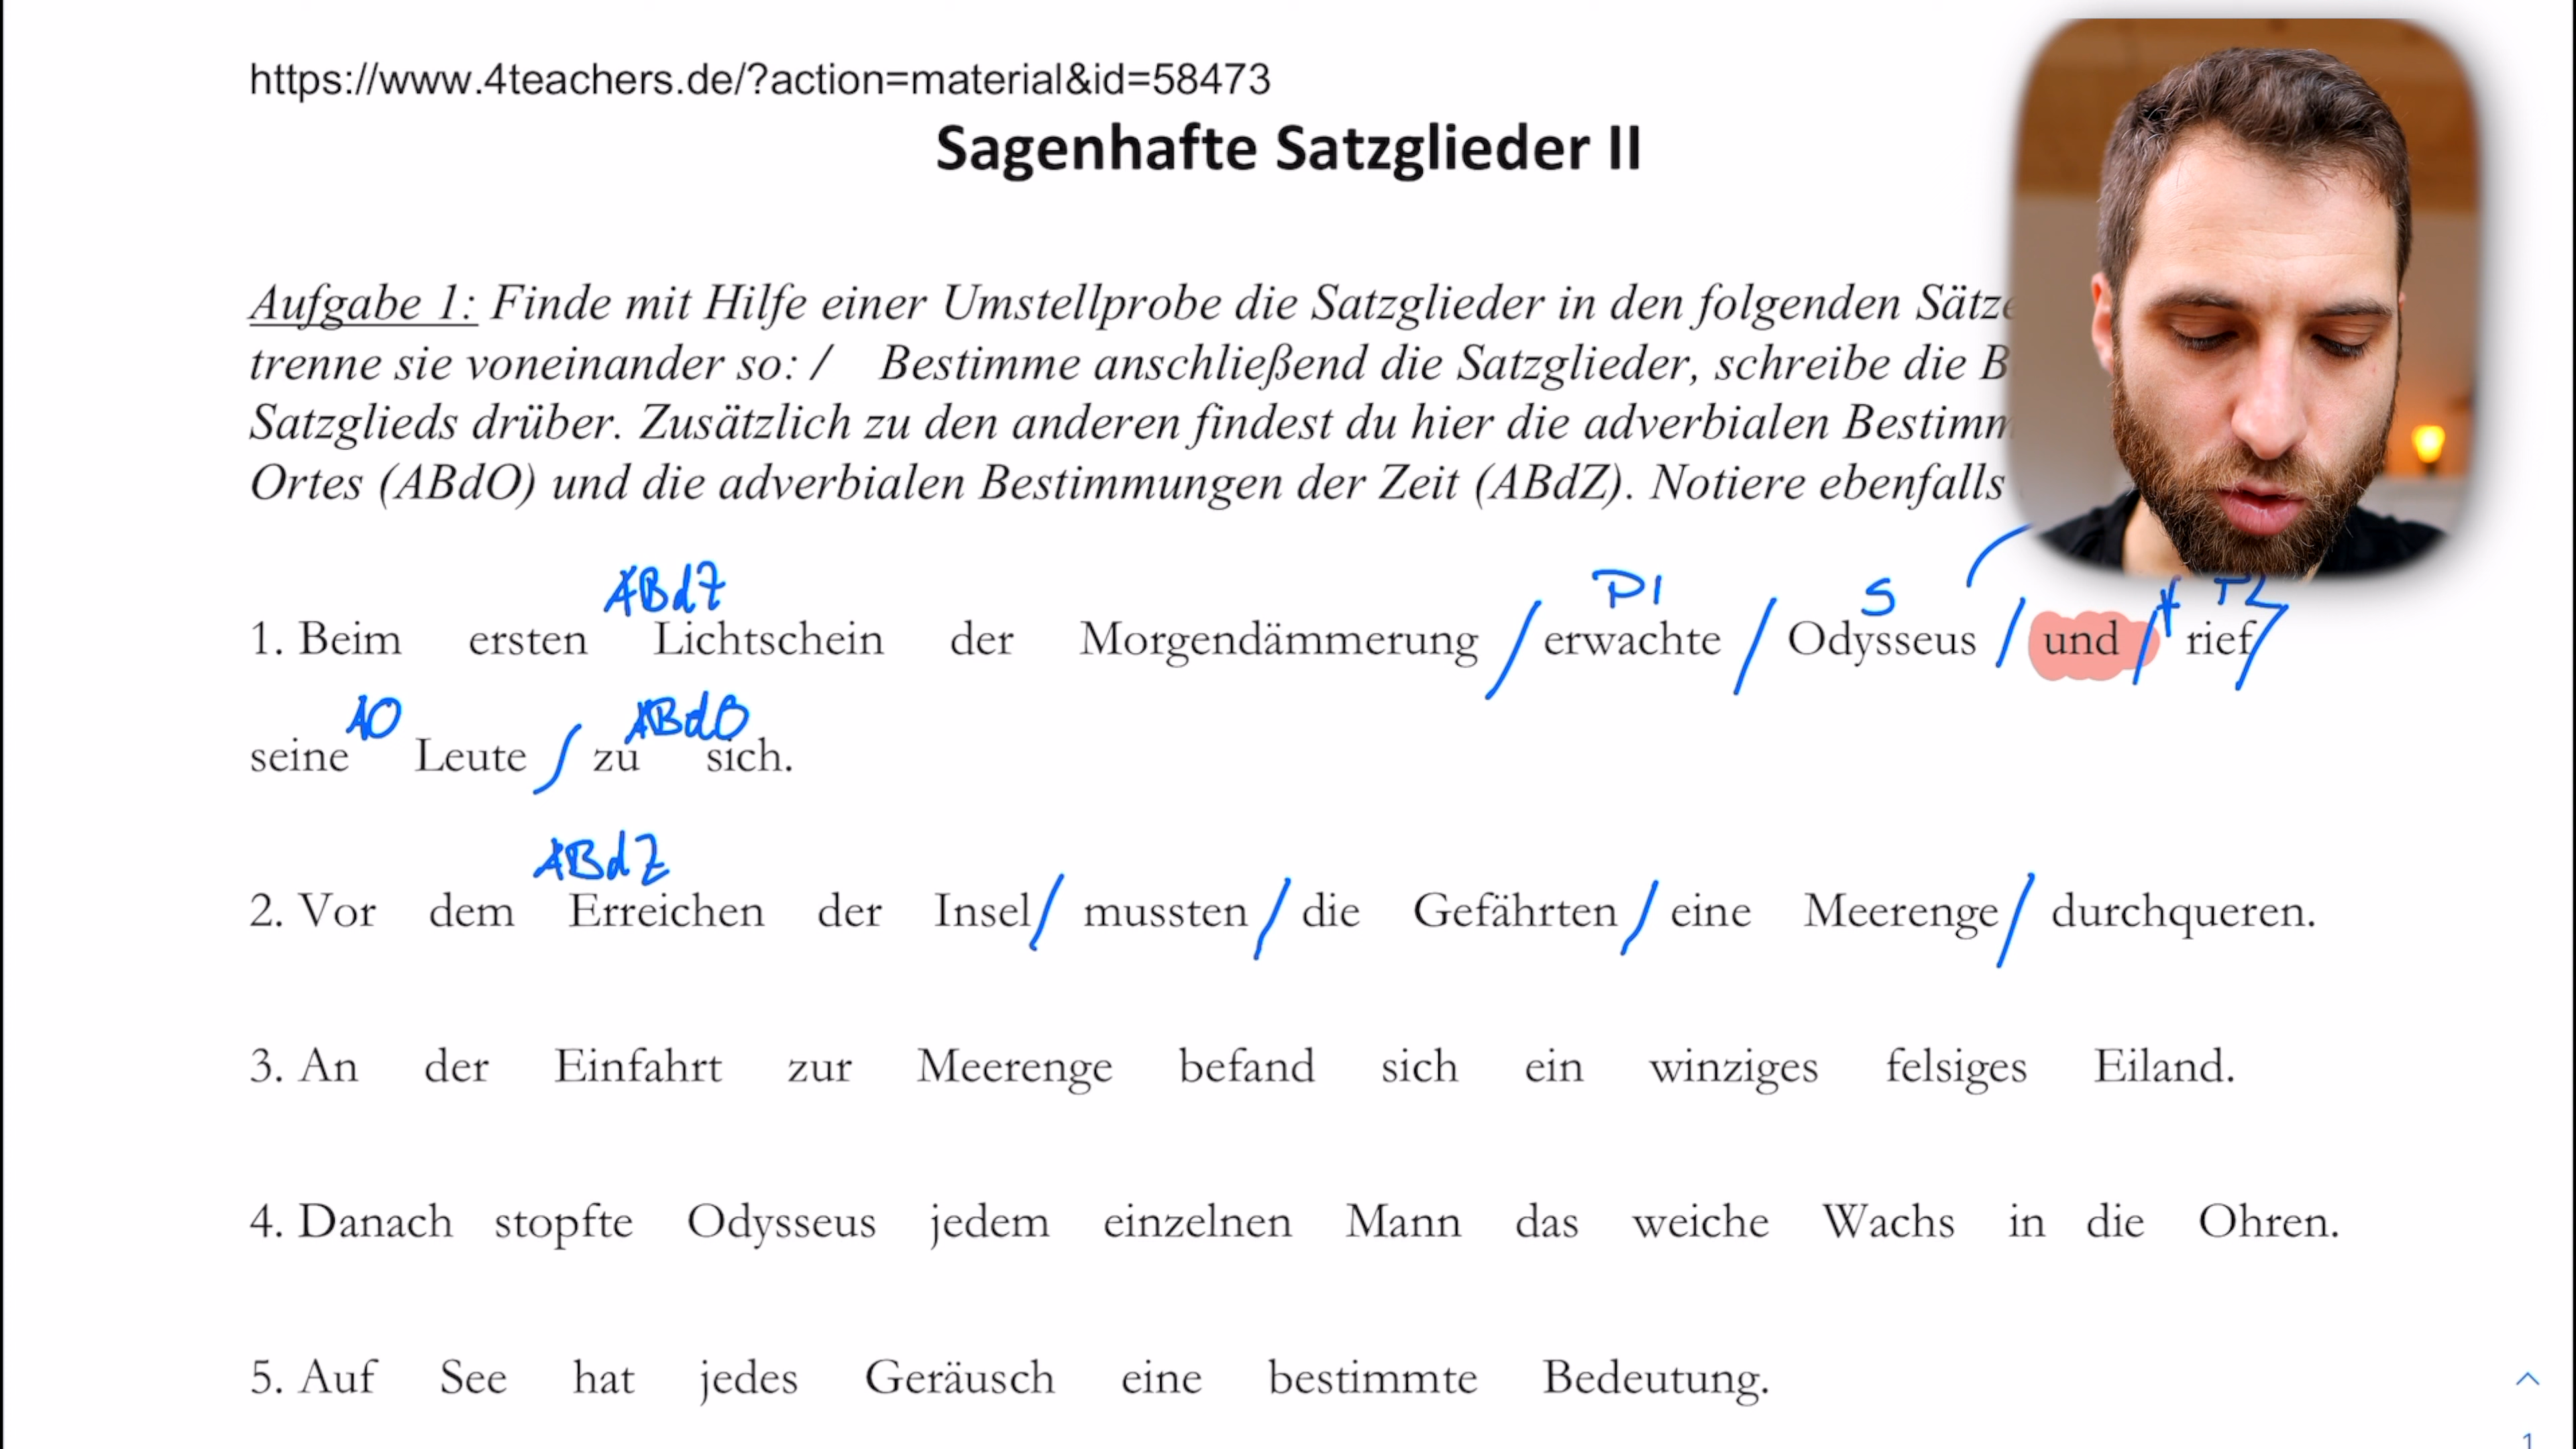 https://www.4teachers.de/?action=material&id=58473
Sagenhafte Satzglieder II
Aufgabe 1: Finde mit Hilfe einer Umstellprobe die Satzglieder in den folgenden Sätze
trenne sie voneinander so: / Bestimme anschließend die Satzglieder, schreibe die B
Satzglieds drüber. Zusätzlich zu den anderen findest du hier die adverbialen Bestimm
Ortes (ABdO) und die adverbialen Bestimmungen der Zeit (ABdZ). Notiere ebenfalls
ABdZ P1 S P2
1. Beim ersten Lichtschein der Morgendämmerung / erwachte / Odysseus / und / rief /
AO ABdO
seine Leute / zu sich.
ABdZ
2. Vor dem Erreichen der Insel / mussten / die Gefährten / eine Meerenge / durchqueren.
3. An der Einfahrt zur Meerenge befand sich ein winziges felsiges Eiland.
4. Danach stopfte Odysseus jedem einzelnen Mann das weiche Wachs in die Ohren.
5. Auf See hat jedes Geräusch eine bestimmte Bedeutung.
1